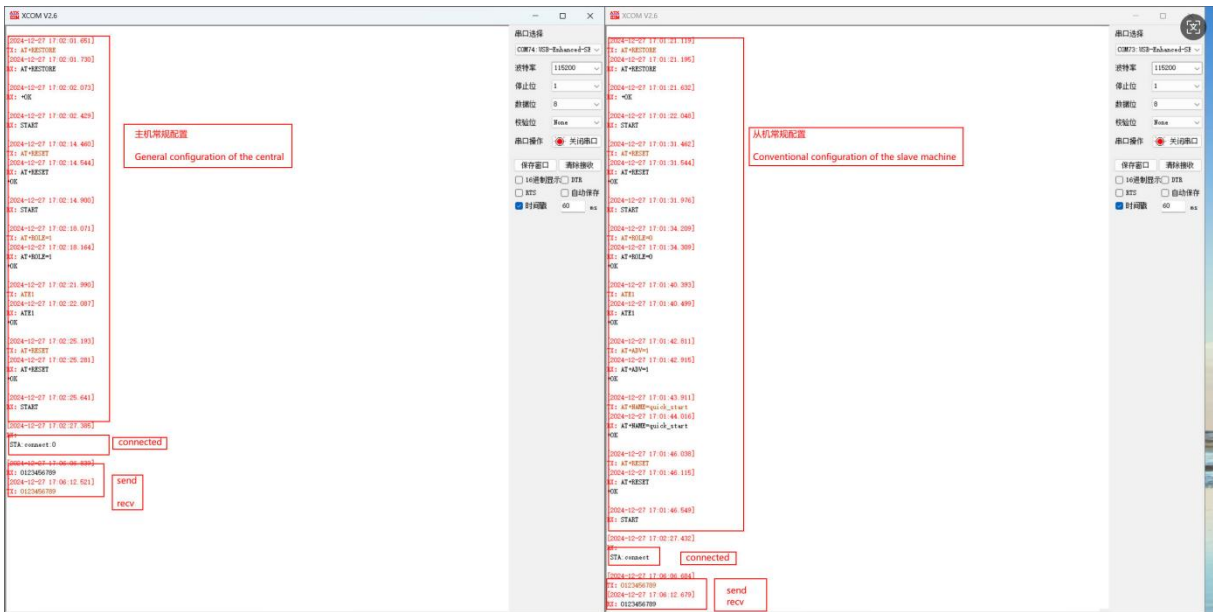 XCOM V2.6
[2024-12-27 17:02:01.651]
TX: AT+RESTORE
[2024-12-27 17:02:01.730]
RX: AT+RESTORE
[2024-12-27 17:02:02.073]
RX: +OK
[2024-12-27 17:02:02.429]
RX: START
[2024-12-27 17:02:14.460]
TX: AT+RESET
[2024-12-27 17:02:14.544]
RX: AT+RESET
+OK
[2024-12-27 17:02:14.900]
RX: START
[2024-12-27 17:02:18.071]
TX: AT+ROLE=1
[2024-12-27 17:02:18.164]
RX: AT+ROLE=1
+OK
[2024-12-27 17:02:21.990]
TX: ATE1
[2024-12-27 17:02:22.087]
RX: ATE1
+OK
[2024-12-27 17:02:25.193]
TX: AT+RESET
[2024-12-27 17:02:25.281]
RX: AT+RESET
+OK
[2024-12-27 17:02:25.641]
RX: START
[2024-12-27 17:02:27.385]
RX:
STA:connect:0
RX: 0123456789
[2024-12-27 17:06:12.521]
TX: 0123456789
主机常规配置
General configuration of the central
connected
send
recv
串口选择
COM74:USB-Enhanced-SE
波特率 115200
停止位 1
数据位 8
校验位 None
串口操作 关闭串口
保存窗口 清除接收
16进制显示 DTR
RTS 自动保存
时间戳 60 ms
XCOM V2.6
[2024-12-27 17:01:21.119]
TX: AT+RESTORE
[2024-12-27 17:01:21.195]
RX: AT+RESTORE
[2024-12-27 17:01:21.632]
RX: +OK
[2024-12-27 17:01:22.048]
RX: START
[2024-12-27 17:01:31.462]
TX: AT+RESET
[2024-12-27 17:01:31.544]
RX: AT+RESET
+OK
[2024-12-27 17:01:31.976]
RX: START
[2024-12-27 17:01:34.289]
TX: AT+ROLE=0
[2024-12-27 17:01:34.389]
RX: AT+ROLE=0
+OK
[2024-12-27 17:01:40.393]
TX: ATE1
[2024-12-27 17:01:40.499]
RX: ATE1
+OK
[2024-12-27 17:01:42.811]
TX: AT+ADV=1
[2024-12-27 17:01:42.915]
RX: AT+ADV=1
+OK
[2024-12-27 17:01:43.911]
TX: AT+NAME=quick_start
[2024-12-27 17:01:44.016]
RX: AT+NAME=quick_start
+OK
[2024-12-27 17:01:46.038]
TX: AT+RESET
[2024-12-27 17:01:46.115]
RX: AT+RESET
+OK
[2024-12-27 17:01:46.549]
RX: START
[2024-12-27 17:02:27.432]
RX:
STA:connect
[2024-12-27 17:06:06.684]
TX: 0123456789
[2024-12-27 17:06:12.679]
RX: 0123456789
从机常规配置
Conventional configuration of the slave machine
connected
send
recv
串口选择
COM73:USB-Enhanced-SE
波特率 115200
停止位 1
数据位 8
校验位 None
串口操作 关闭串口
保存窗口 清除接收
16进制显示 DTR
RTS 自动保存
时间戳 60 ms